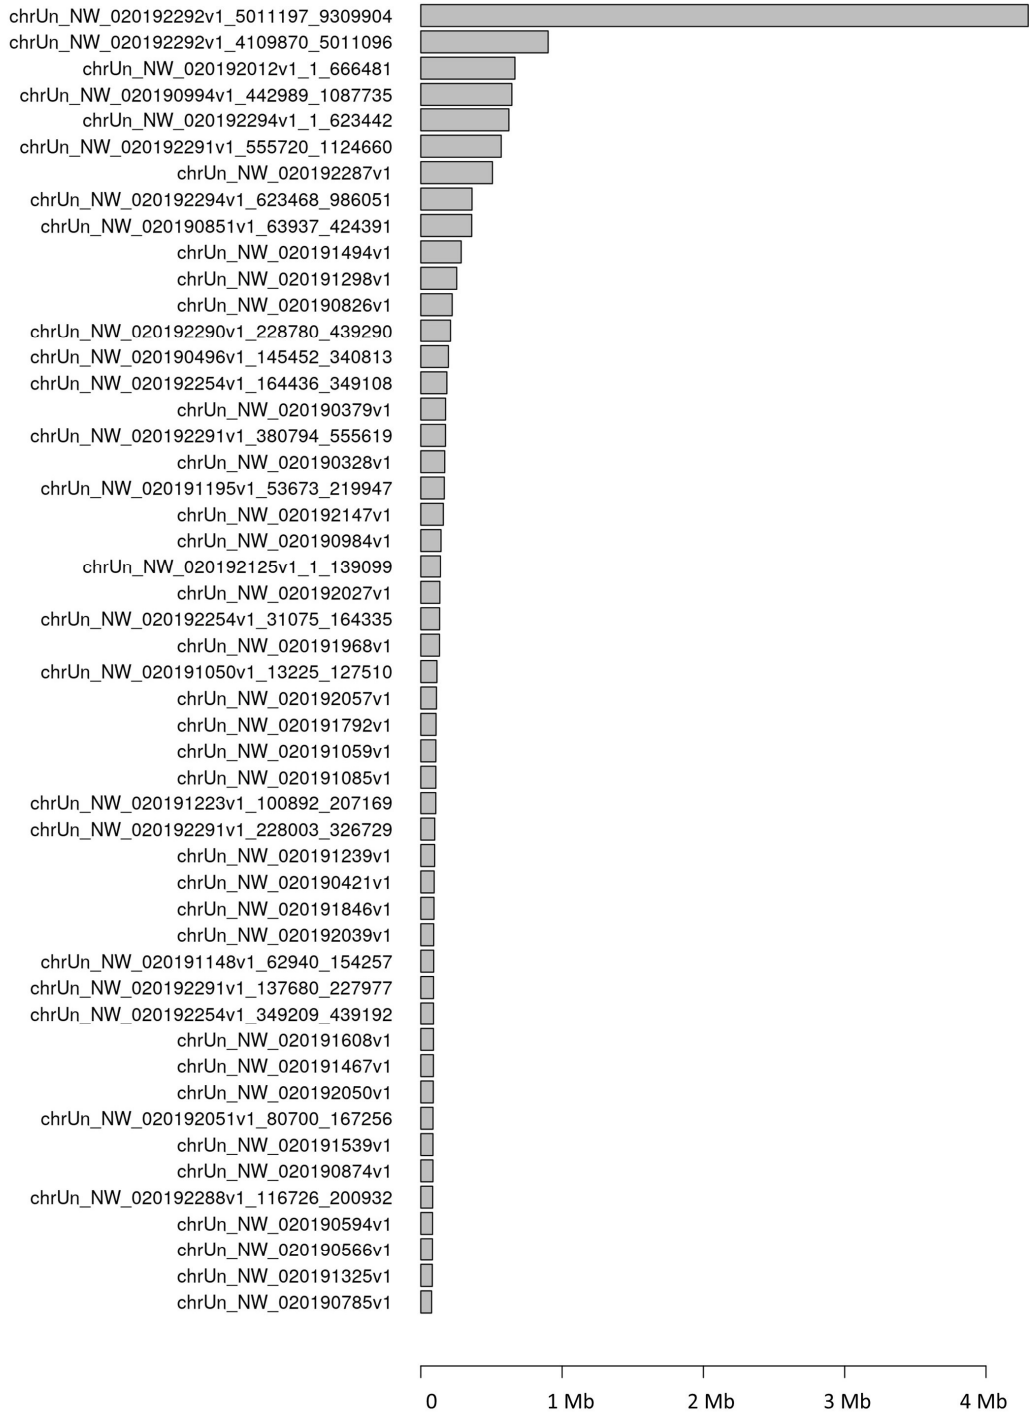 chrUn_NW_020192292v1_5011197_9309904
chrUn_NW_020192292v1_4109870_5011096
chrUn_NW_020192012v1_1_666481
chrUn_NW_020190994v1_442989_1087735
chrUn_NW_020192294v1_1_623442
chrUn_NW_020192291v1_555720_1124660
chrUn_NW_020192287v1
chrUn_NW_020192294v1_623468_986051
chrUn_NW_020190851v1_63937_424391
chrUn_NW_020191494v1
chrUn_NW_020191298v1
chrUn_NW_020190826v1
chrUn_NW_020192290v1_228780_439290
chrUn_NW_020190496v1_145452_340813
chrUn_NW_020192254v1_164436_349108
chrUn_NW_020190379v1
chrUn_NW_020192291v1_380794_555619
chrUn_NW_020190328v1
chrUn_NW_020191195v1_53673_219947
chrUn_NW_020192147v1
chrUn_NW_020190984v1
chrUn_NW_020192125v1_1_139099
chrUn_NW_020192027v1
chrUn_NW_020192254v1_31075_164335
chrUn_NW_020191968v1
chrUn_NW_020191050v1_13225_127510
chrUn_NW_020192057v1
chrUn_NW_020191792v1
chrUn_NW_020191059v1
chrUn_NW_020191085v1
chrUn_NW_020191223v1_100892_207169
chrUn_NW_020192291v1_228003_326729
chrUn_NW_020191239v1
chrUn_NW_020190421v1
chrUn_NW_020191846v1
chrUn_NW_020192039v1
chrUn_NW_020191148v1_62940_154257
chrUn_NW_020192291v1_137680_227977
chrUn_NW_020192254v1_349209_439192
chrUn_NW_020191608v1
chrUn_NW_020191467v1
chrUn_NW_020192050v1
chrUn_NW_020192051v1_80700_167256
chrUn_NW_020191539v1
chrUn_NW_020190874v1
chrUn_NW_020192288v1_116726_200932
chrUn_NW_020190594v1
chrUn_NW_020190566v1
chrUn_NW_020191325v1
chrUn_NW_020190785v1
0 1 Mb 2 Mb 3 Mb 4 Mb